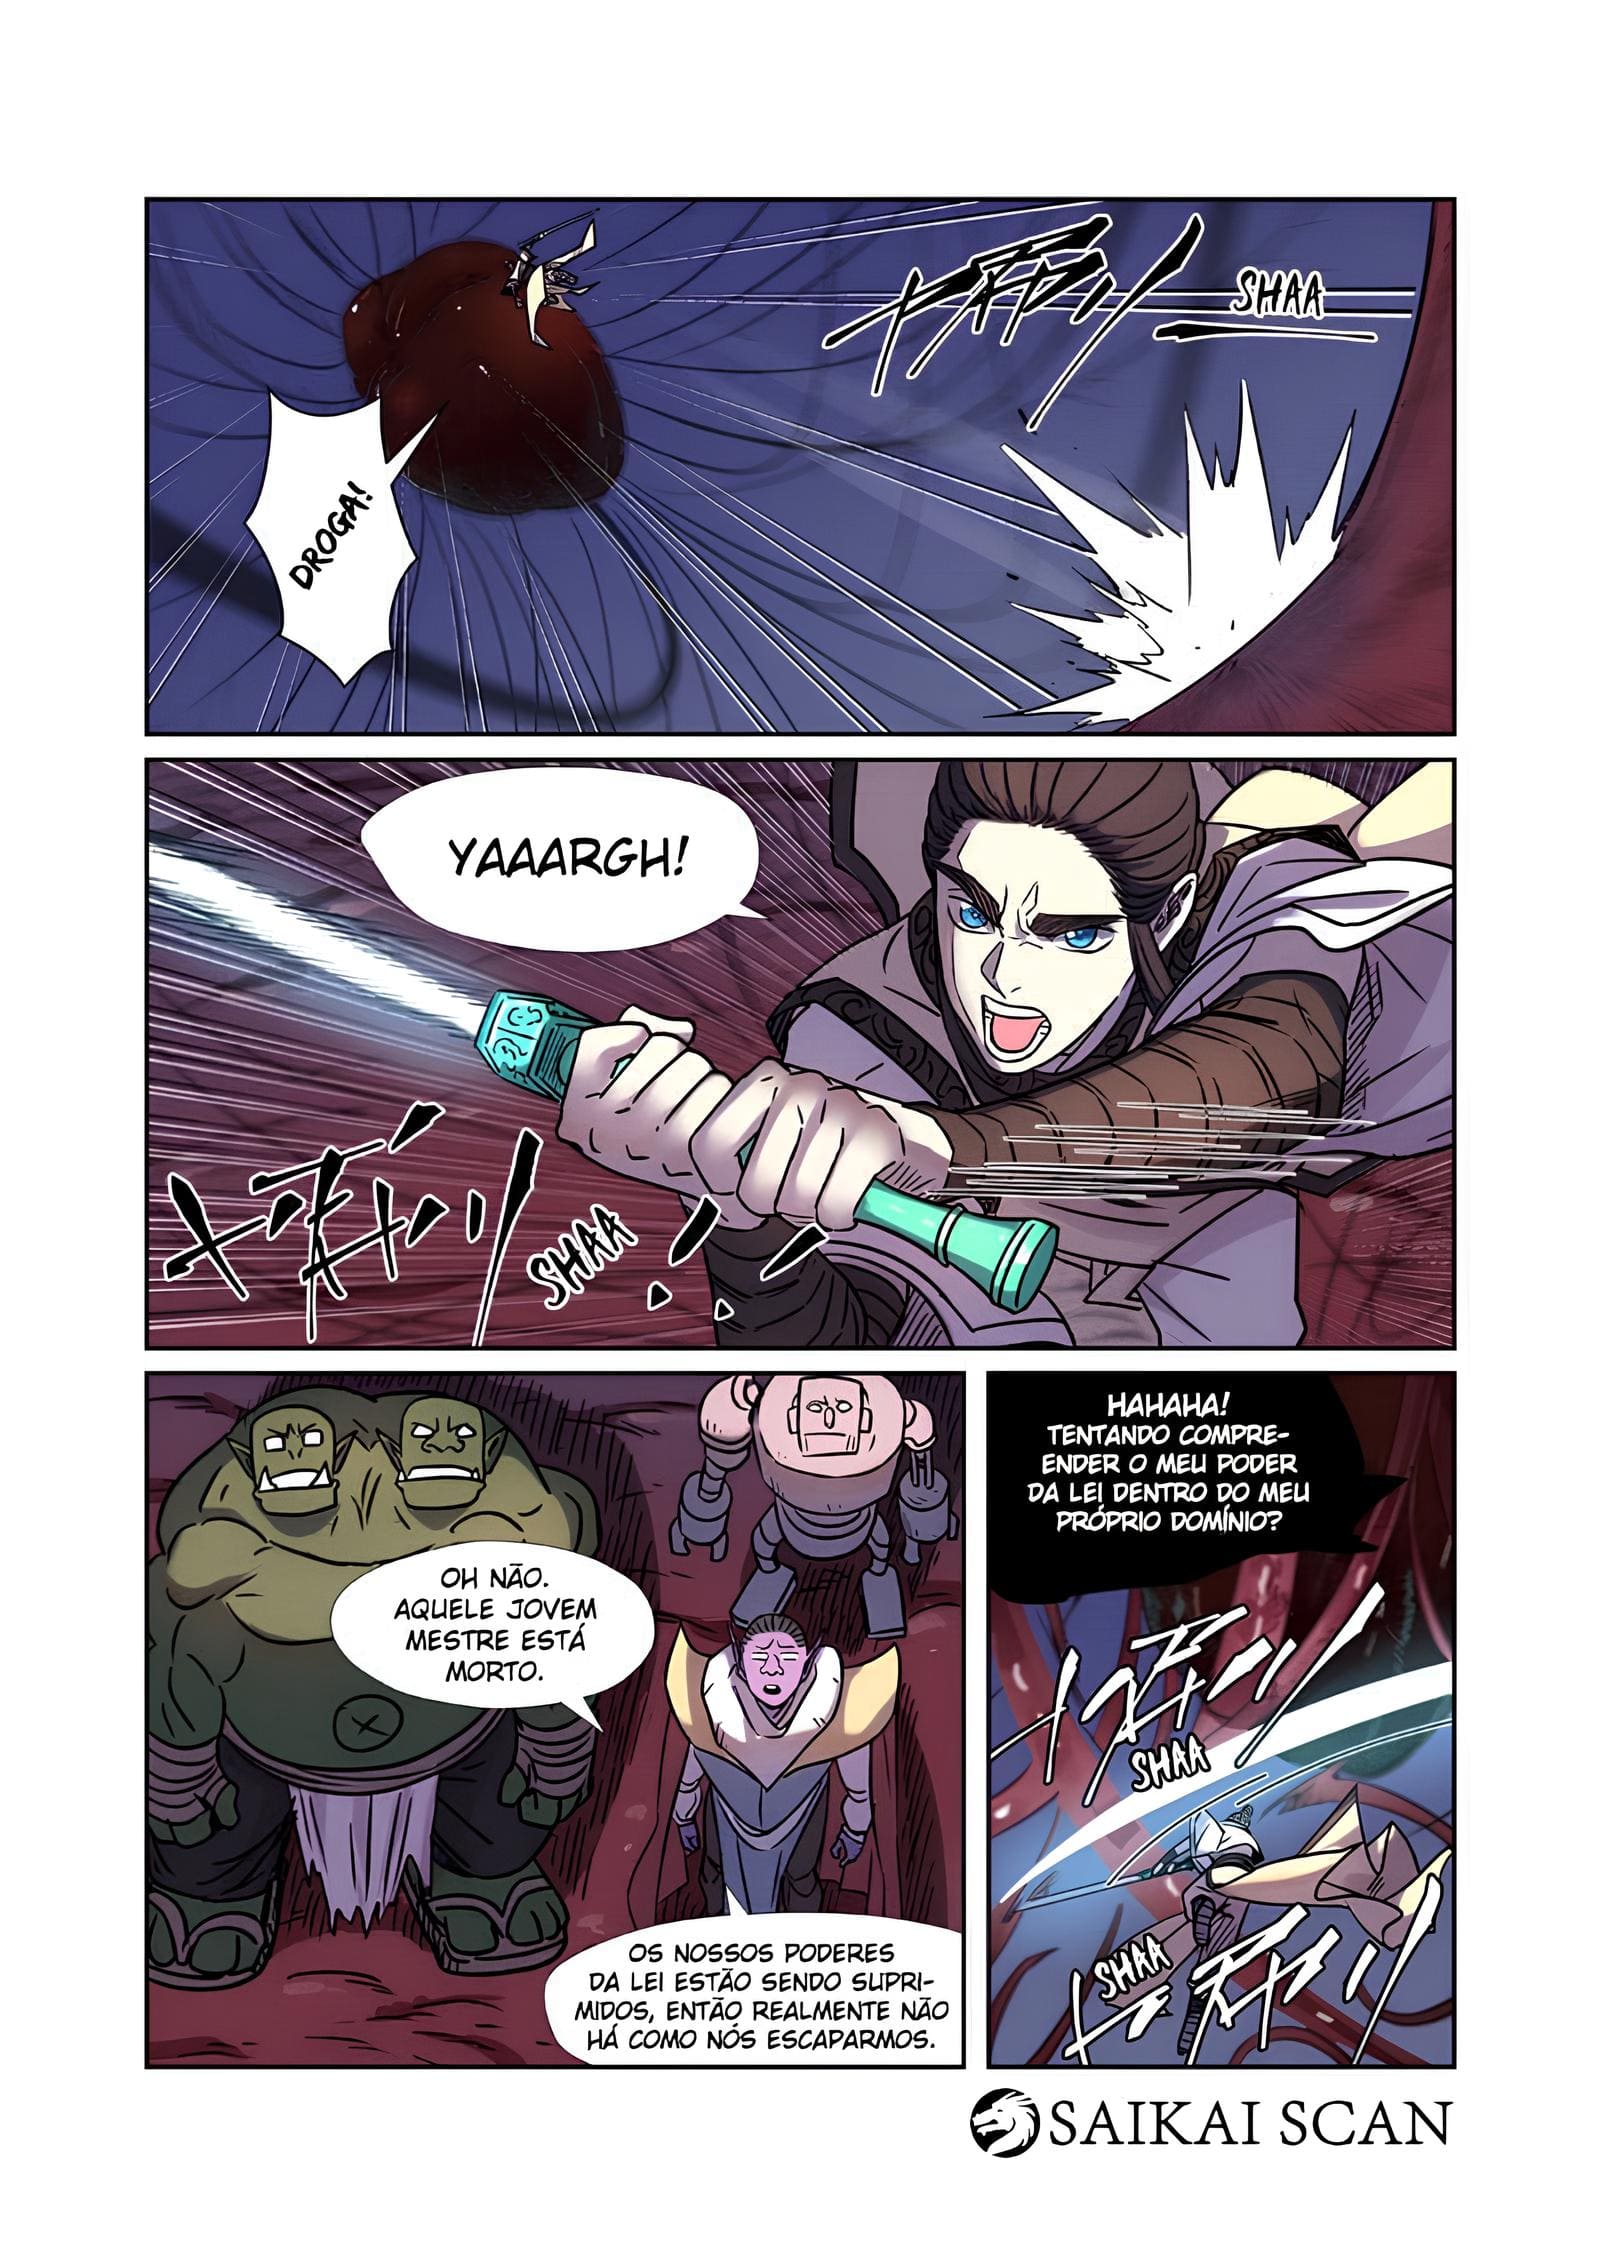 SHAA
DROGA!
YAAARGH!
SHAA
OH NÃO.
AQUELE JOVEM
MESTRE ESTÁ
MORTO.
OS NOSSOS PODERES
DA LEI ESTÃO SENDO SUPRI-
MIDOS, ENTÃO REALMENTE NÃO
HÁ COMO NÓS ESCAPARMOS.
HAHAHA!
TENTANDO COMPRE-
ENDER O MEU PODER
DA LEI DENTRO DO MEU
PRÓPRIO DOMÍNIO?
SHAA
SHAA
SAIKAI SCAN